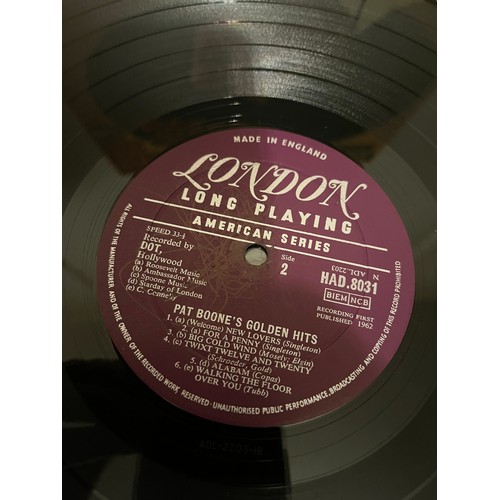 MADE IN ENGLAND
LONDON
LONG PLAYING
AMERICAN SERIES
SPEED 33⅓
Recorded by
DOT,
Hollywood
(a) Roosevelt Music
(b) Ambassador Music
(c) Spoone Music
(d) Starday of London
(e) C. Connelly
Side
2
N
ADL.2203
HAD.8031
BIEM NCB
RECORDING FIRST
PUBLISHED: 1962
PAT BOONE'S GOLDEN HITS
1. (a) (Welcome) NEW LOVERS (Singleton)
2. (a) FOR A PENNY (Singleton)
3. (b) BIG COLD WIND (Mosely; Elgin)
4. (c) TWIXT TWELVE AND TWENTY
(Schroeder, Gold)
5. (d) ALABAM (Copas)
6. (e) WALKING THE FLOOR
OVER YOU (Tubb)
ALL RIGHTS OF THE MANUFACTURER AND OF THE OWNER OF THE RECORDED WORK RESERVED · UNAUTHORISED PUBLIC PERFORMANCE, BROADCASTING AND COPYING OF THIS RECORD PROHIBITED